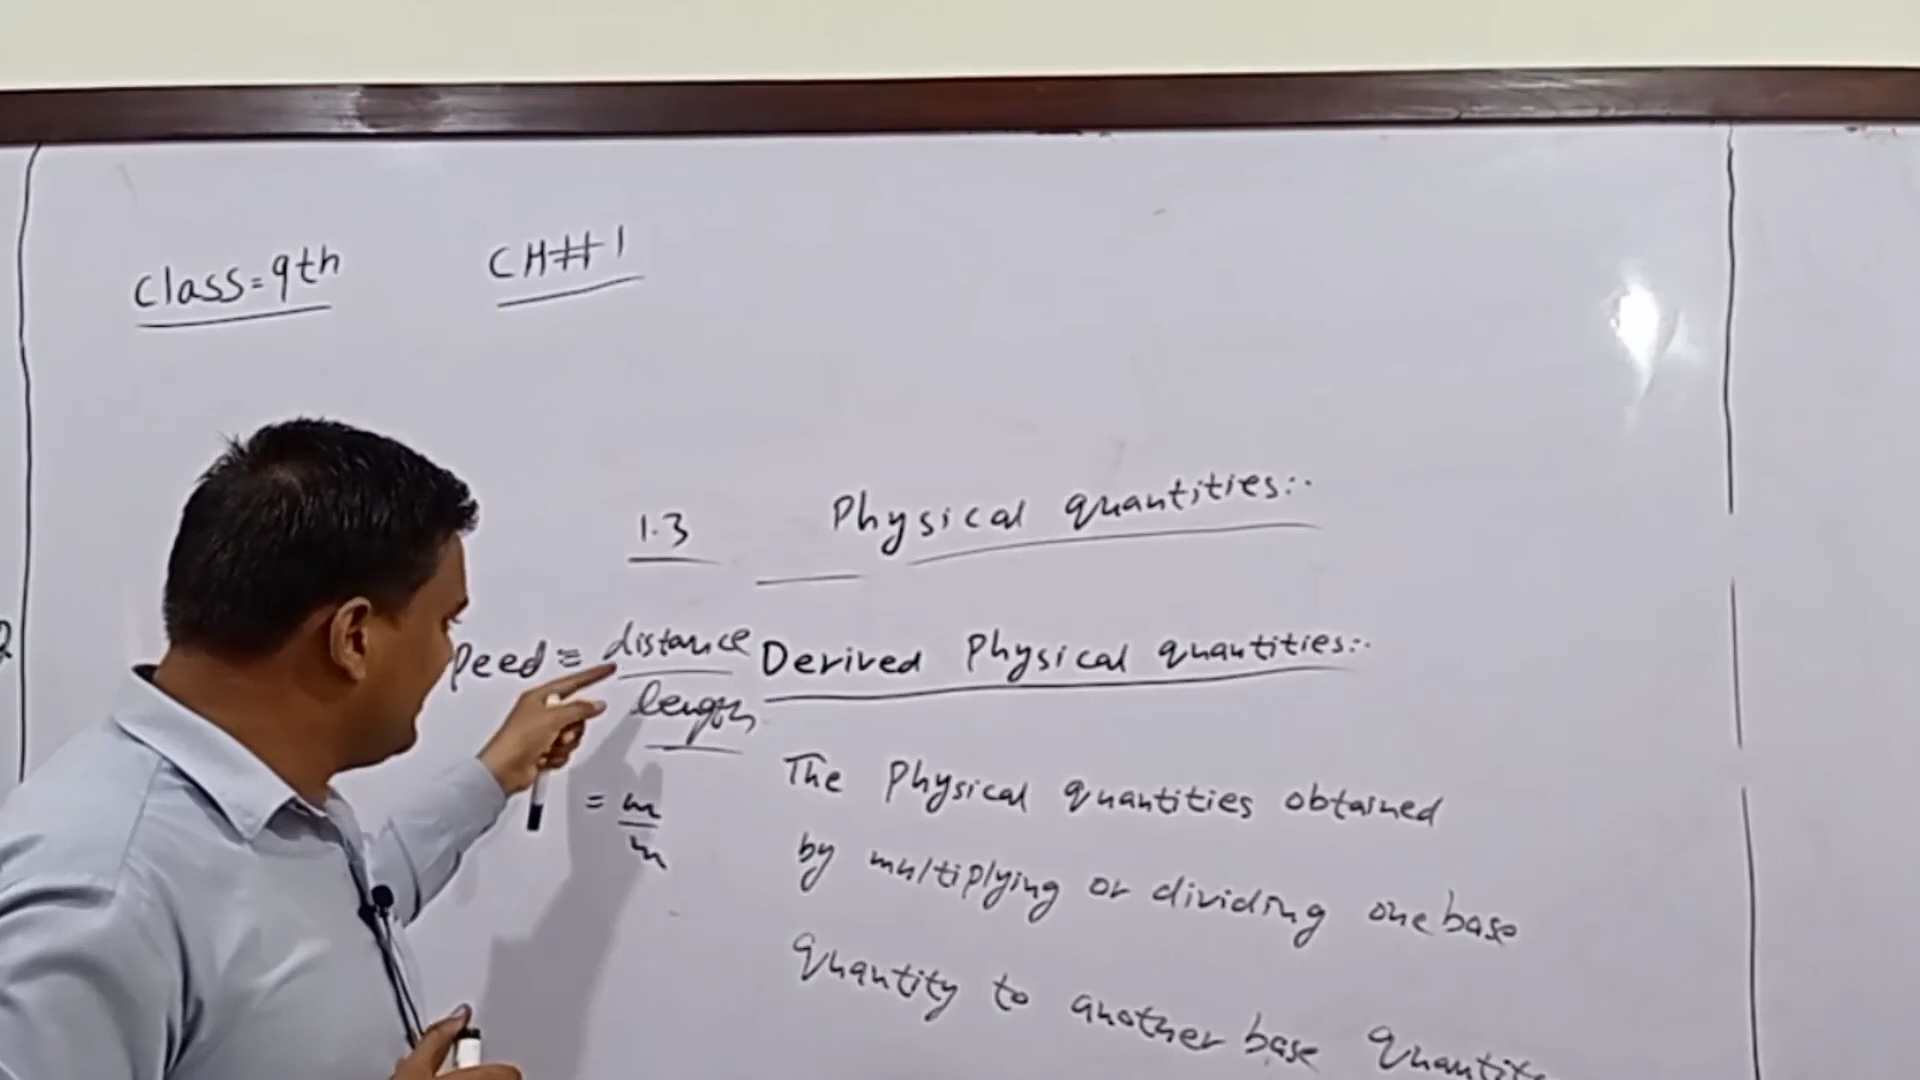 Class=9th CH#1
1.3 Physical quantities:.
peed = distance
length
= m
m
Derived Physical quantities:.
The Physical quantities obtained
by multiplying or dividing one base
quantity to another base